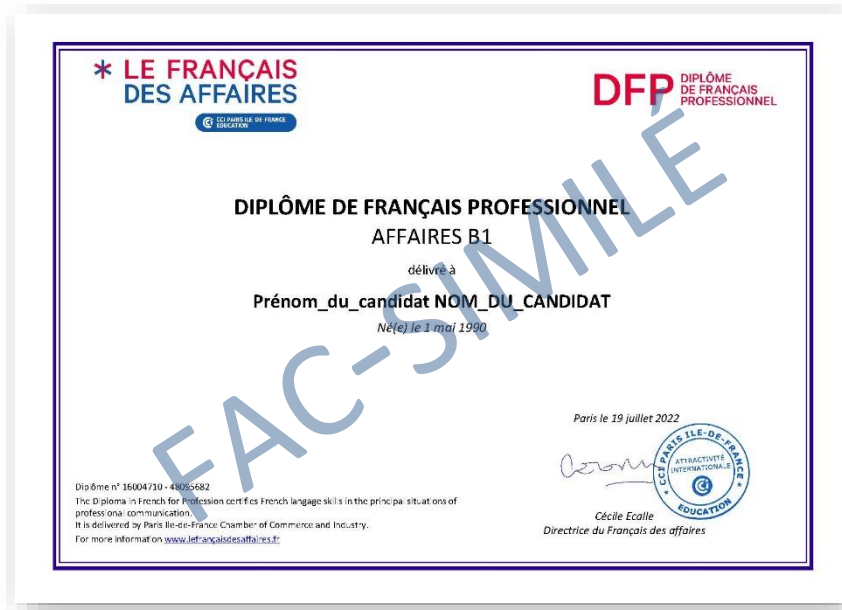 * LE FRANÇAIS
DES AFFAIRES
CCI PARIS ILE-DE-FRANCE
EDUCATION
DFP DIPLÔME
DE FRANÇAIS
PROFESSIONNEL
DIPLÔME DE FRANÇAIS PROFESSIONNEL
AFFAIRES B1
délivré à
Prénom_du_candidat NOM_DU_CANDIDAT
Né(e) le 1 mai 1990
FAC-SIMILÉ
Paris le 19 juillet 2022
CCI PARIS ILE-DE-FRANCE
ATTRACTIVITÉ
INTERNATIONALE
CCI
EDUCATION
Cécile Ecalle
Directrice du Français des affaires
Diplôme n° 16004710 - 48095682
The Diploma in French for Profession certifies French langage skills in the principal situations of
professional communication.
It is delivered by Paris Ile-de-France Chamber of Commerce and Industry.
For more information www.lefrançaisdesaffaires.fr